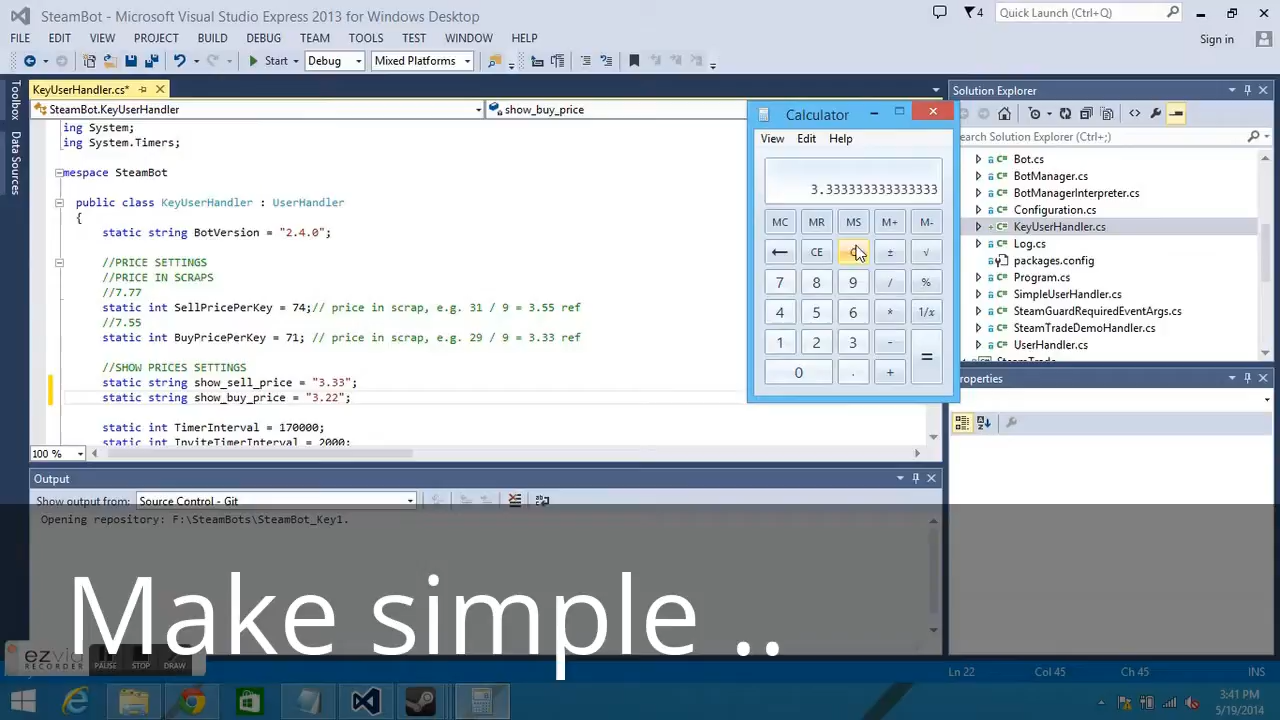 SteamBot - Microsoft Visual Studio Express 2013 for Windows Desktop
4
Quick Launch (Ctrl+Q)
FILE EDIT VIEW PROJECT BUILD DEBUG TEAM TOOLS TEST WINDOW HELP
Sign in
Start Debug Mixed Platforms
Toolbox
Data Sources
KeyUserHandler.cs*
SteamBot.KeyUserHandler
show_buy_price
ing System;
ing System.Timers;
mespace SteamBot
public class KeyUserHandler : UserHandler
{
static string BotVersion = "2.4.0";
//PRICE SETTINGS
//PRICE IN SCRAPS
//7.77
static int SellPricePerKey = 74;// price in scrap, e.g. 31 / 9 = 3.55 ref
//7.55
static int BuyPricePerKey = 71; // price in scrap, e.g. 29 / 9 = 3.33 ref
//SHOW PRICES SETTINGS
static string show_sell_price = "3.33";
static string show_buy_price = "3.22";
static int TimerInterval = 170000;
static int InviteTimerInterval = 2000;
100 %
Calculator
View Edit Help
3.333333333333333
MC MR MS M+ M-
← CE C ± √
7 8 9 / %
4 5 6 * 1/x
1 2 3 - =
0 . +
Solution Explorer
earch Solution Explorer (Ctrl+;)
Bot.cs
BotManager.cs
BotManagerInterpreter.cs
Configuration.cs
KeyUserHandler.cs
Log.cs
packages.config
Program.cs
SimpleUserHandler.cs
SteamGuardRequiredEventArgs.cs
SteamTradeDemoHandler.cs
UserHandler.cs
roperties
Output
Show output from: Source Control - Git
Opening repository: F:\SteamBots\SteamBot_Key1.
Make simple ..
ezvid
RECORDER
PAUSE STOP DRAW
Ln 22 Col 45 Ch 45 INS
3:41 PM
5/19/2014